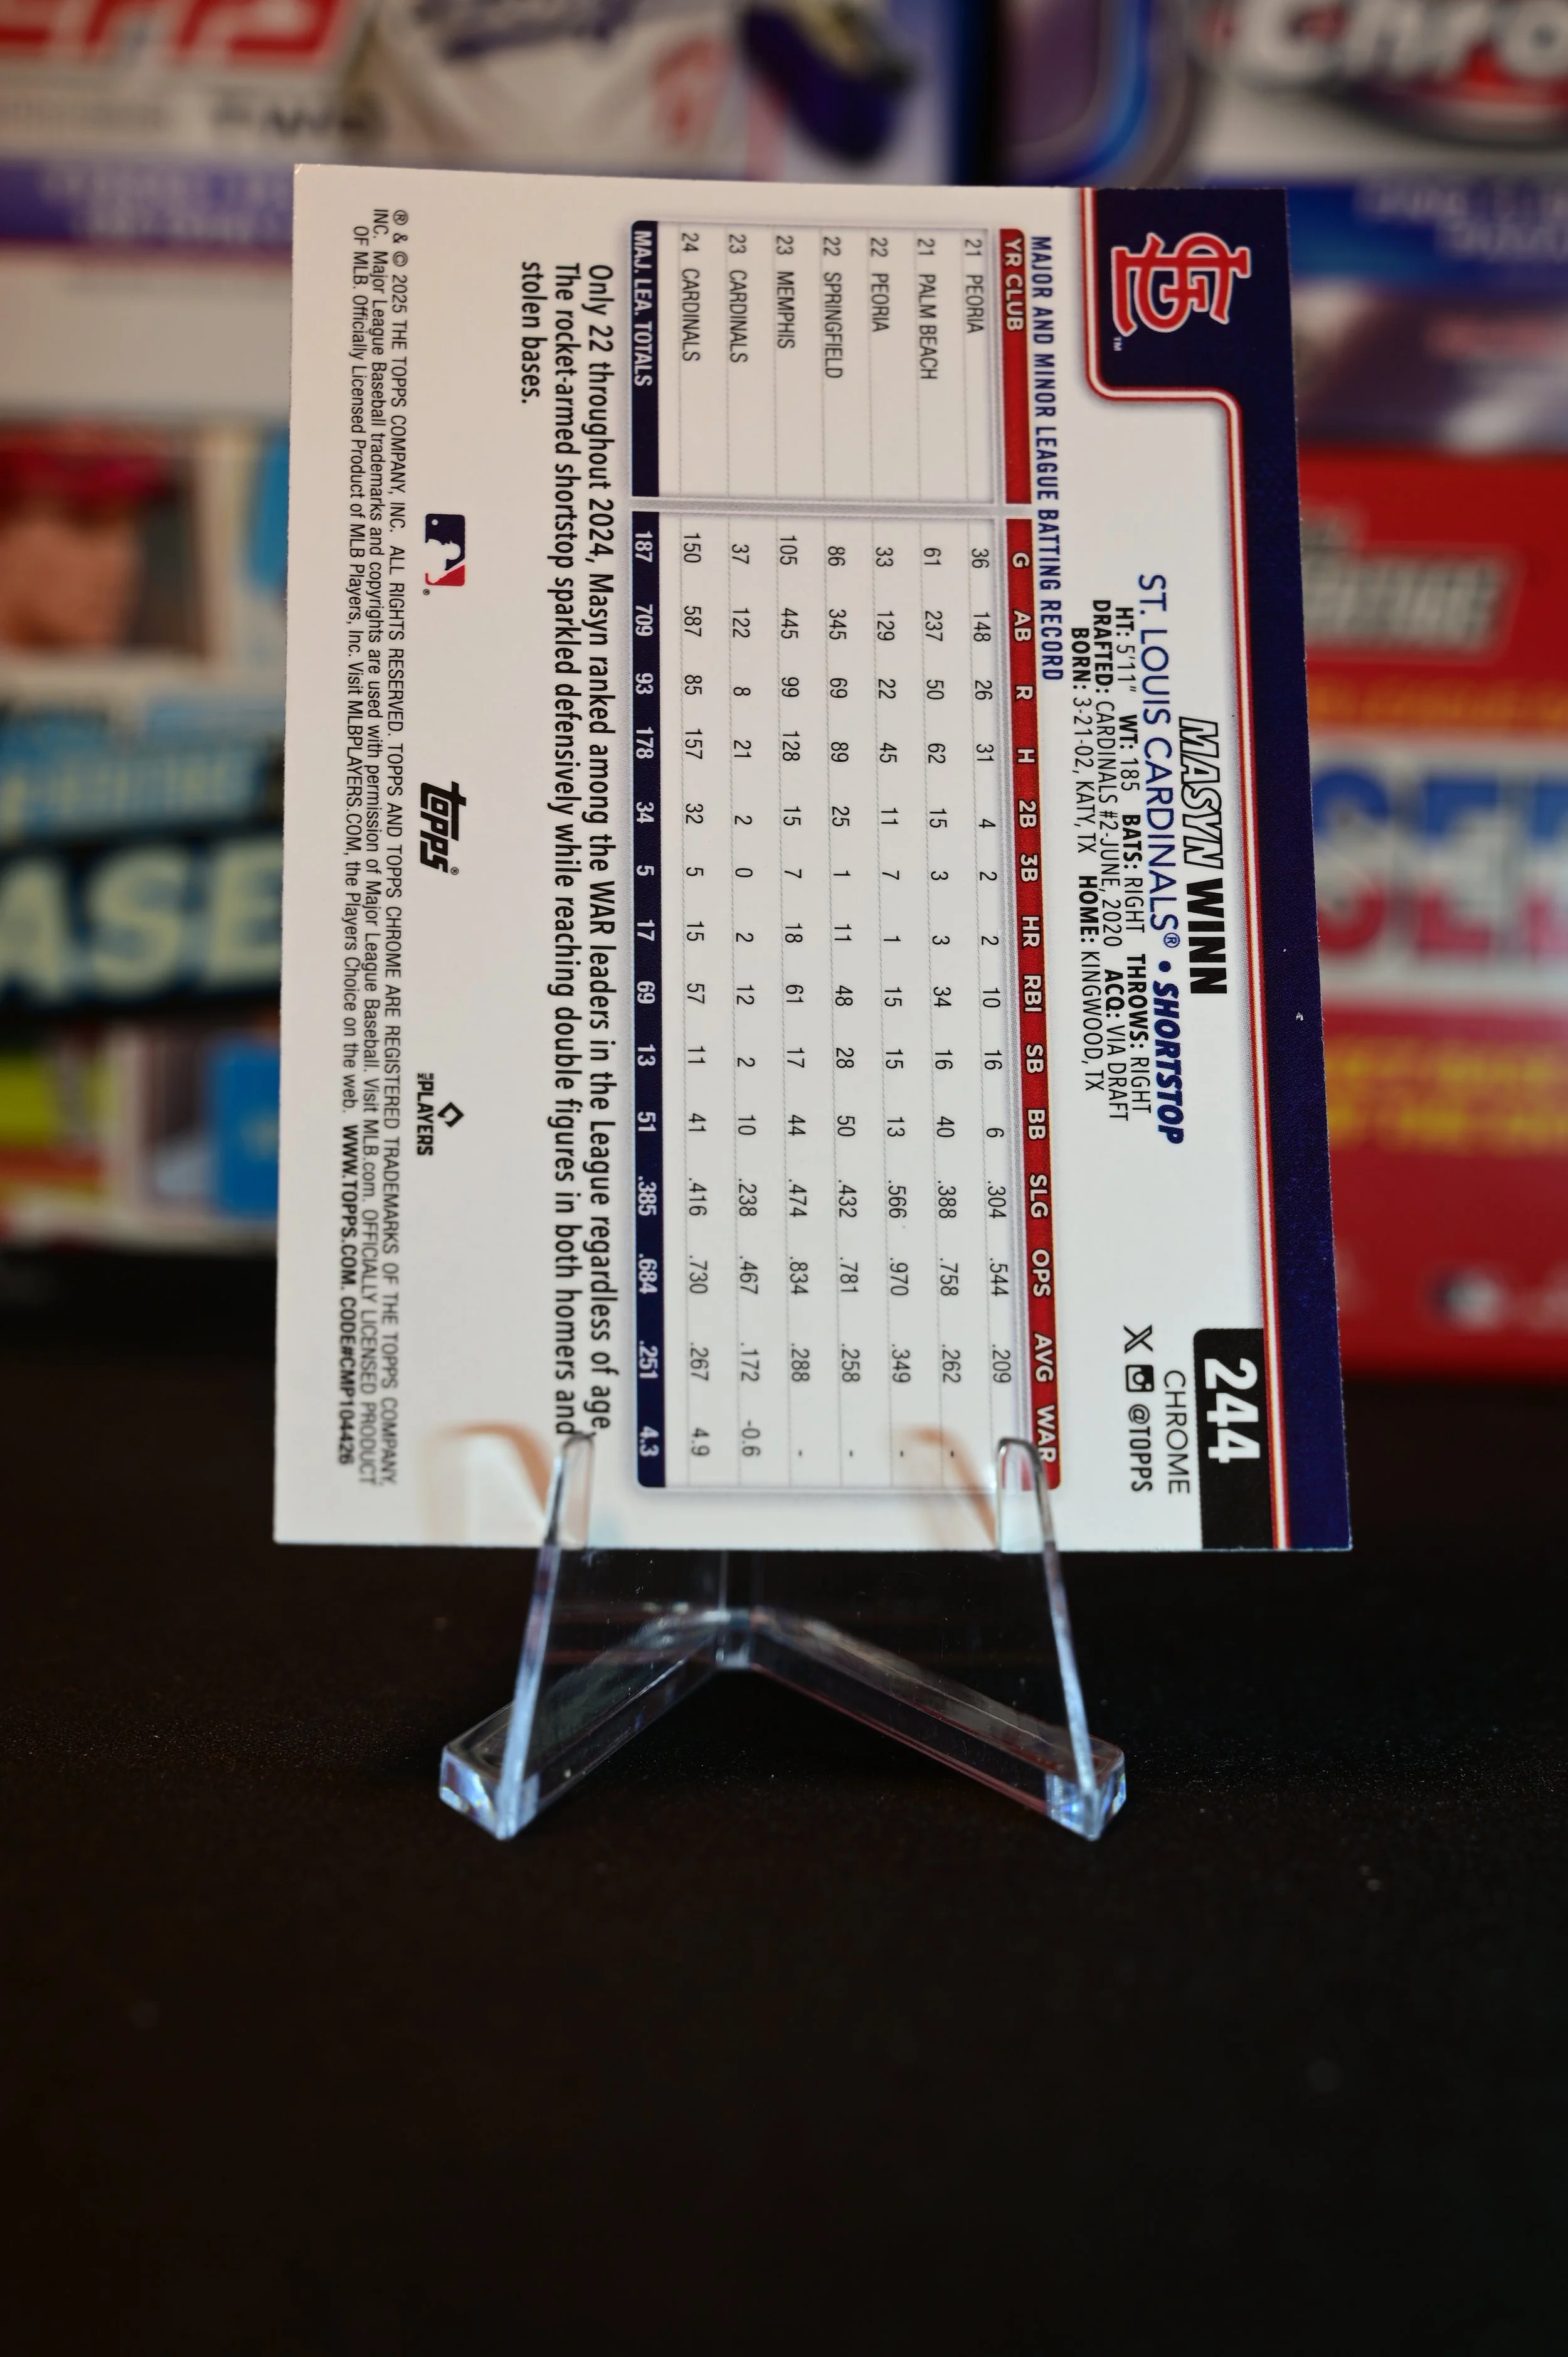 244
CHROME
X @TOPPS
MASYN WINN
ST. LOUIS CARDINALS® • SHORTSTOP
HT: 5'11" WT: 185 BATS: RIGHT THROWS: RIGHT
DRAFTED: CARDINALS #2-JUNE, 2020 ACQ: VIA DRAFT
BORN: 3-21-02, KATY, TX HOME: KINGWOOD, TX
STL™
MAJOR AND MINOR LEAGUE BATTING RECORD
YR CLUB G AB R H 2B 3B HR RBI SB BB SLG OPS AVG WAR
21 PEORIA 36 148 26 31 4 2 2 10 16 6 .304 .544 .209
21 PALM BEACH 61 237 50 62 15 3 3 34 16 40 .388 .758 .262 -
22 PEORIA 33 129 22 45 11 7 1 15 15 13 .566 .970 .349 -
22 SPRINGFIELD 86 345 69 89 25 1 11 48 28 50 .432 .781 .258 -
23 MEMPHIS 105 445 99 128 15 7 18 61 17 44 .474 .834 .288 -
23 CARDINALS 37 122 8 21 2 0 2 12 2 10 .238 .467 .172 -0.6
24 CARDINALS 150 587 85 157 32 5 15 57 11 41 .416 .730 .267 4.9
MAJ. LEA. TOTALS 187 709 93 178 34 5 17 69 13 51 .385 .684 .251 4.3
Only 22 throughout 2024, Masyn ranked among the WAR leaders in the League regardless of age.
The rocket-armed shortstop sparkled defensively while reaching double figures in both homers and
stolen bases.
® topps® MLB PLAYERS
® & © 2025 THE TOPPS COMPANY, INC. ALL RIGHTS RESERVED. TOPPS AND TOPPS CHROME ARE REGISTERED TRADEMARKS OF THE TOPPS COMPANY,
INC. Major League Baseball trademarks and copyrights are used with permission of Major League Baseball. Visit MLB.com. OFFICIALLY LICENSED PRODUCT
OF MLB. Officially Licensed Product of MLB Players, Inc. Visit MLBPLAYERS.COM, the Players Choice on the web. WWW.TOPPS.COM. CODE#CMP104426